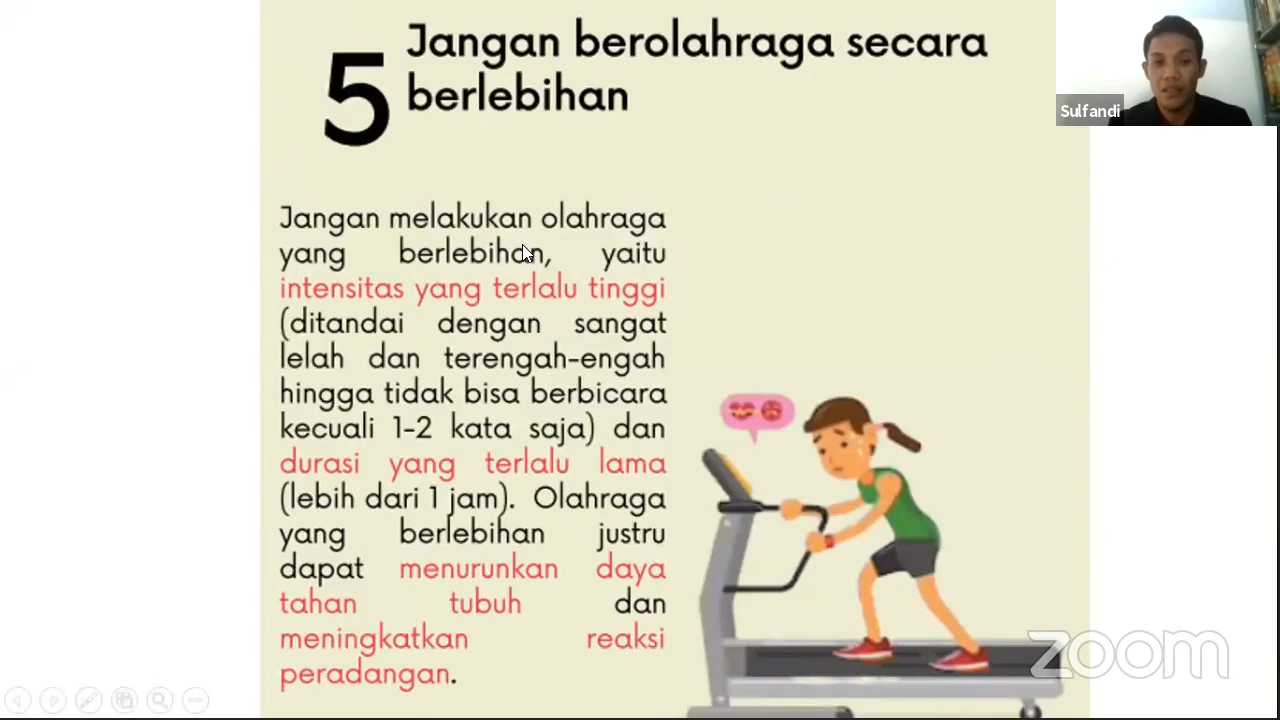 5
Jangan berolahraga secara
berlebihan
Sulfandi
Jangan melakukan olahraga
yang berlebihan, yaitu
intensitas yang terlalu tinggi
(ditandai dengan sangat
lelah dan terengah-engah
hingga tidak bisa berbicara
kecuali 1-2 kata saja) dan
durasi yang terlalu lama
(lebih dari 1 jam). Olahraga
yang berlebihan justru
dapat menurunkan daya
tahan tubuh dan
meningkatkan reaksi
peradangan.
zoom